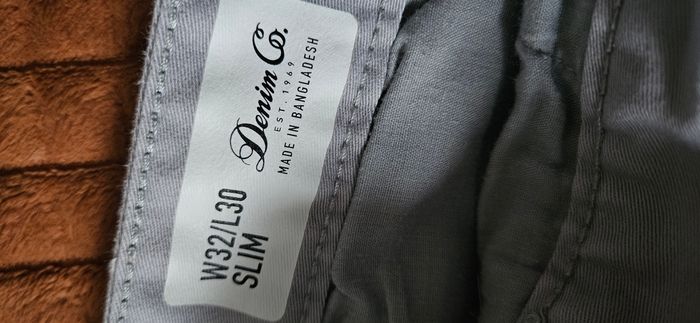 Denim Co.
EST. 1969
MADE IN BANGLADESH
W32/L30
SLIM